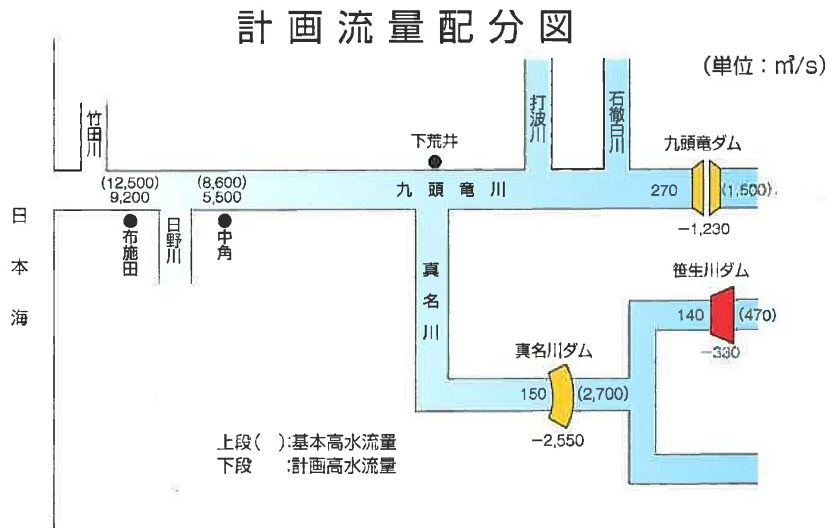 計画流量配分図
(単位：㎥/s)
竹田川
打波川
石徹白川
下荒井
九頭竜ダム
(12,500)
9,200
(8,600)
5,500
九頭竜川
270
(1,500)
-1,230
布施田
日野川
中角
日本海
真名川
笹生川ダム
140
(470)
-330
真名川ダム
150
(2,700)
-2,550
上段( ):基本高水流量
下段 :計画高水流量